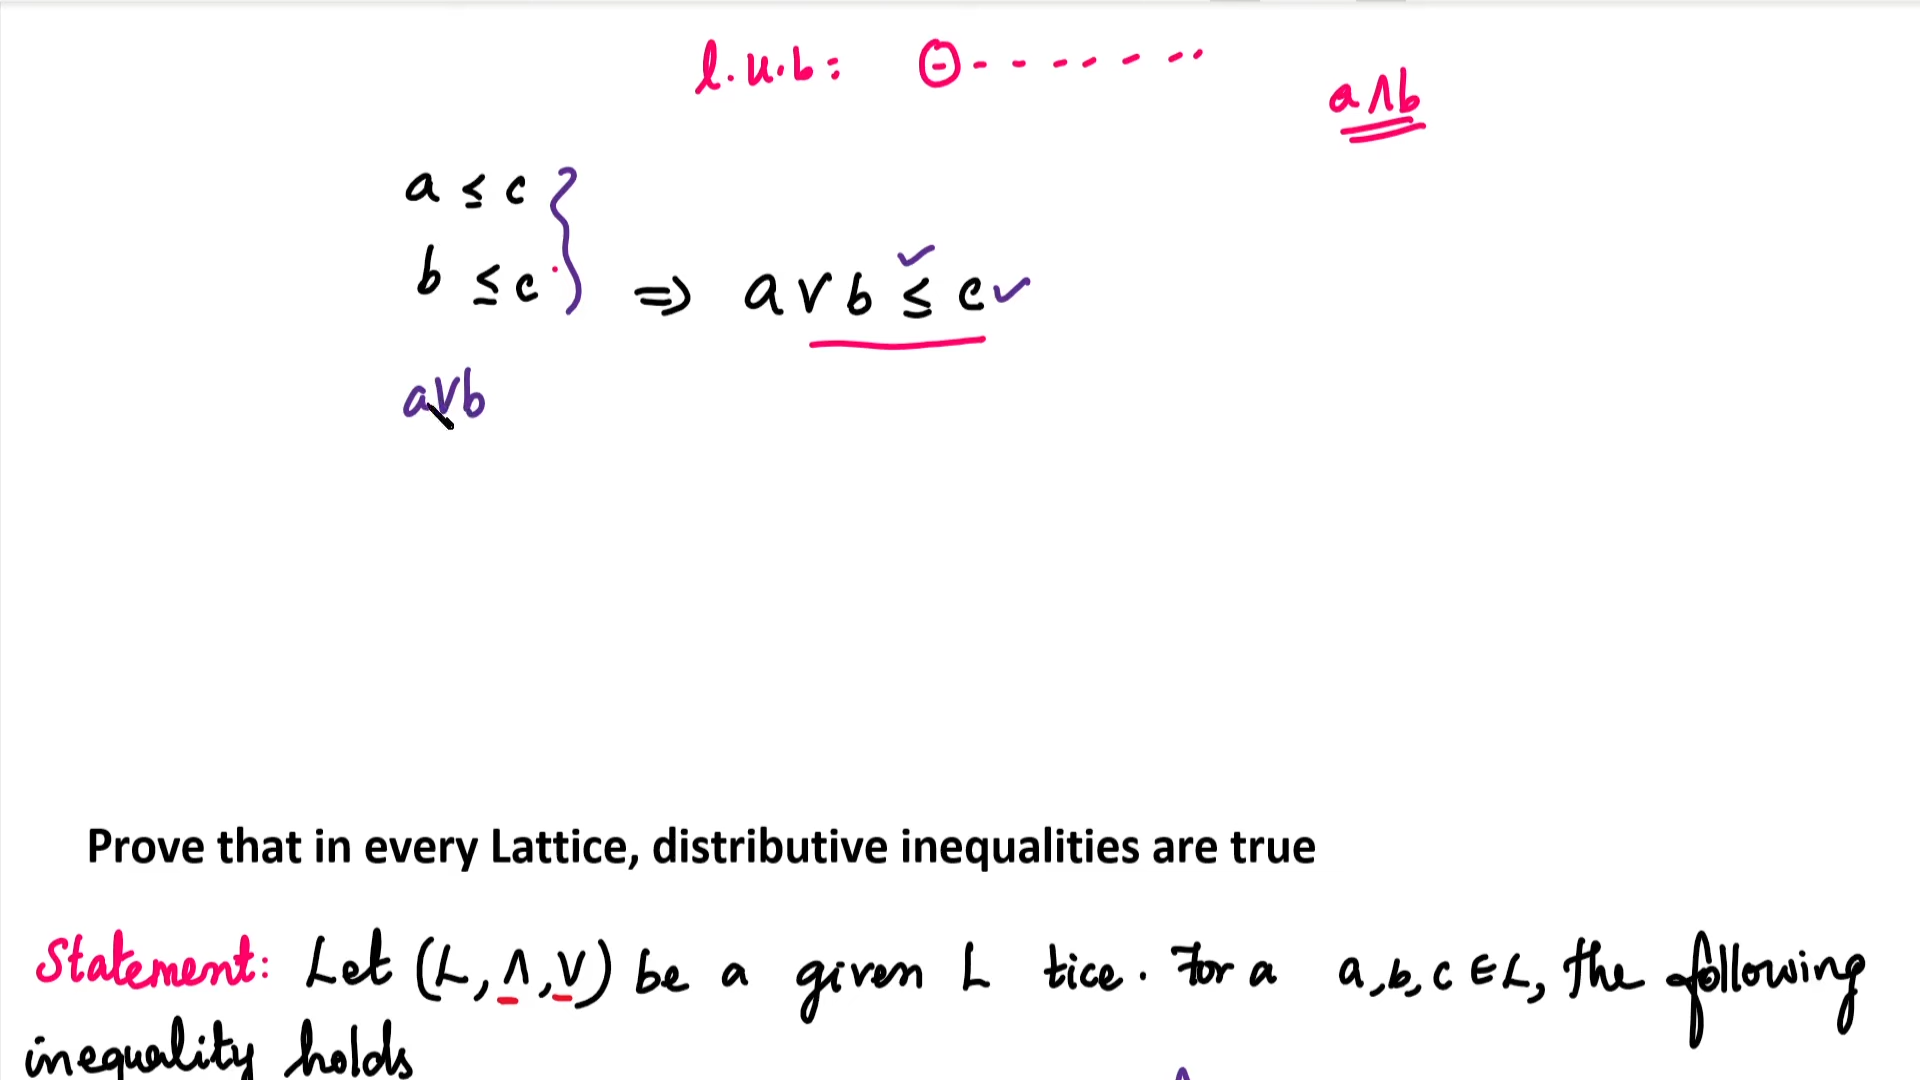 l.u.b: ⊖--------
a∧b
a ≤ c
b ≤ c ⇒ a ∨ b ≤ c
a∨b
Prove that in every Lattice, distributive inequalities are true
Statement: Let (L, ∧, ∨) be a given L tice. For a a, b, c ∈ L, the following
inequality holds